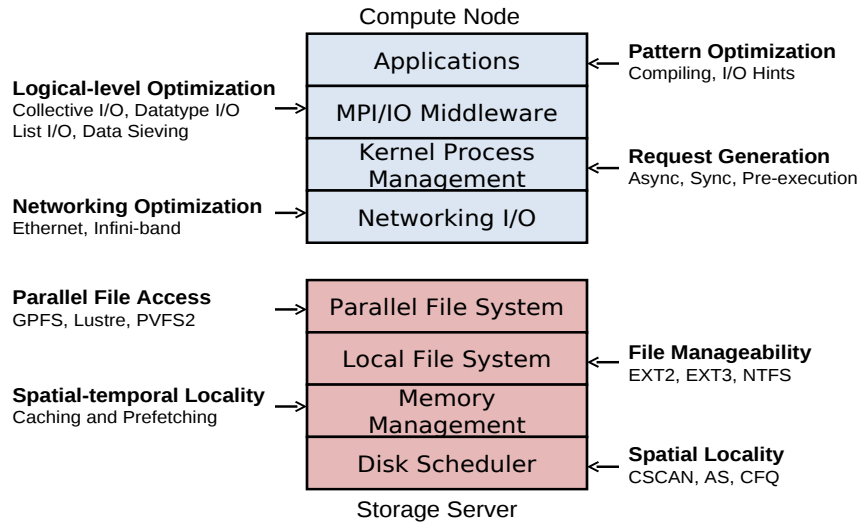 Compute Node
Applications
Pattern Optimization
Compiling, I/O Hints
Logical-level Optimization
Collective I/O, Datatype I/O
List I/O, Data Sieving
MPI/IO Middleware
Kernel Process
Management
Request Generation
Async, Sync, Pre-execution
Networking Optimization
Ethernet, Infini-band
Networking I/O
Parallel File Access
GPFS, Lustre, PVFS2
Parallel File System
Local File System
File Manageability
EXT2, EXT3, NTFS
Spatial-temporal Locality
Caching and Prefetching
Memory
Management
Disk Scheduler
Spatial Locality
CSCAN, AS, CFQ
Storage Server